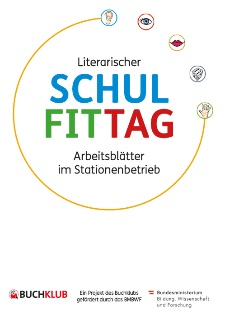 Literarischer
SCHUL
FITTAG
Arbeitsblätter
im Stationenbetrieb
BUCHKLUB
Ein Projekt des Buchklubs
gefördert durch das BMBWF
Bundesministerium
Bildung, Wissenschaft
und Forschung